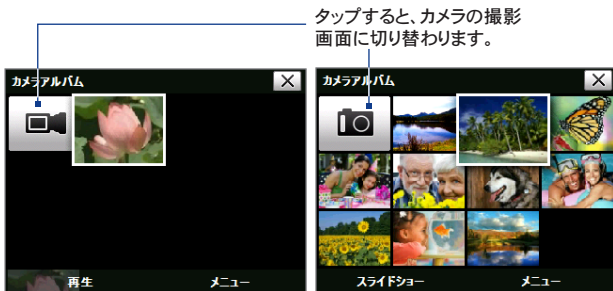 タップすると、カメラの撮影
画面に切り替わります。
カメラアルバム
カメラアルバム
再生
メニュー
スライドショー
メニュー